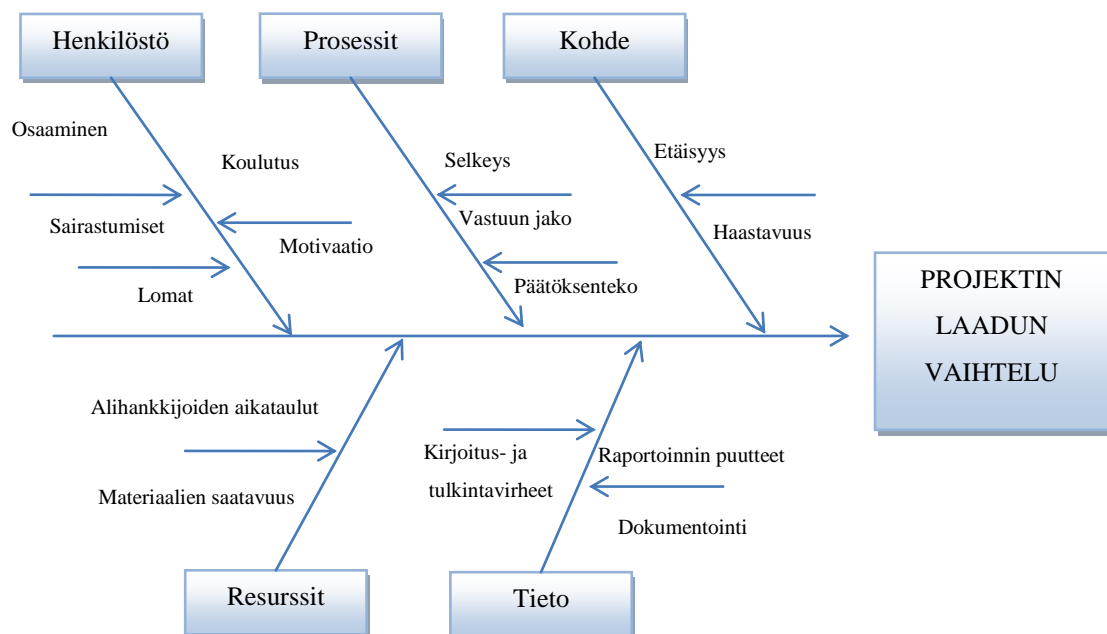 Henkilöstö
Prosessit
Kohde
Osaaminen
Koulutus
Selkeys
Etäisyys
Sairastumiset
Motivaatio
Vastuun jako
Haastavuus
Lomat
Päätöksenteko
PROJEKTIN
LAADUN
VAIHTELU
Alihankkijoiden aikataulut
Materiaalien saatavuus
Kirjoitus- ja
tulkintavirheet
Raportoinnin puutteet
Dokumentointi
Resurssit
Tieto